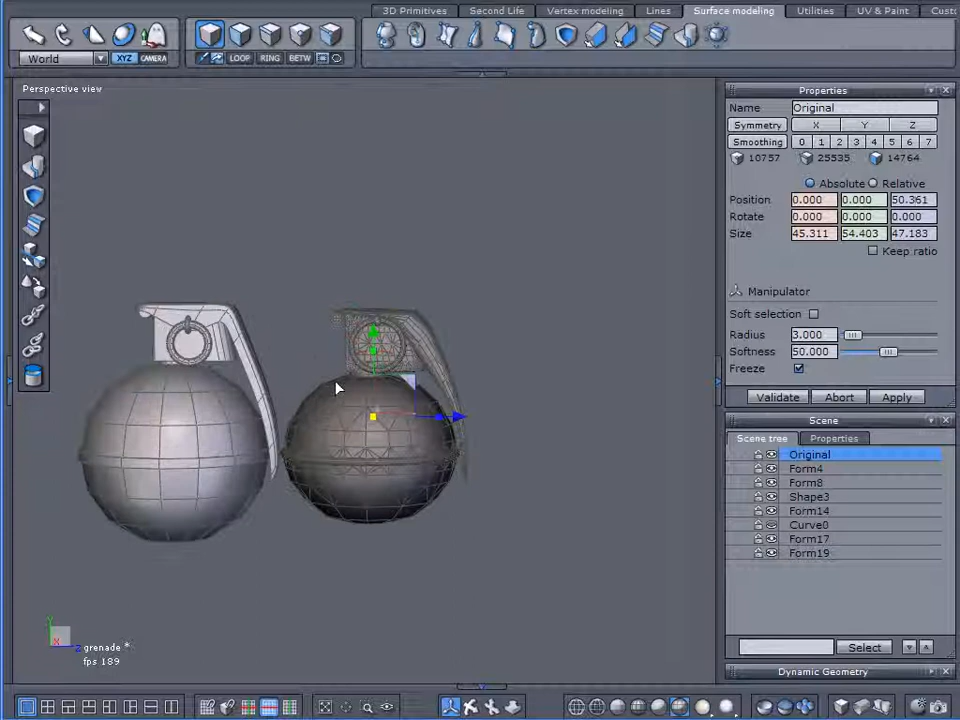 3D Primitives Second Life Vertex modeling Lines Surface modeling Utilities UV & Paint Cust
World XYZ CAMERA LOOP RING BETW
Perspective view
Properties
Name Original
Symmetry X Y Z
Smoothing 0 1 2 3 4 5 6 7
10757 25535 14764
Absolute Relative
Position 0.000 0.000 50.361
Rotate 0.000 0.000 0.000
Size 45.311 54.403 47.183
Keep ratio
Manipulator
Soft selection
Radius 3.000
Softness 50.000
Freeze
Validate Abort Apply
Scene
Scene tree Properties
Original
Form4
Form8
Shape3
Form14
Curve0
Form17
Form19
Select
Dynamic Geometry
Y
X
Z
grenade *
fps 189